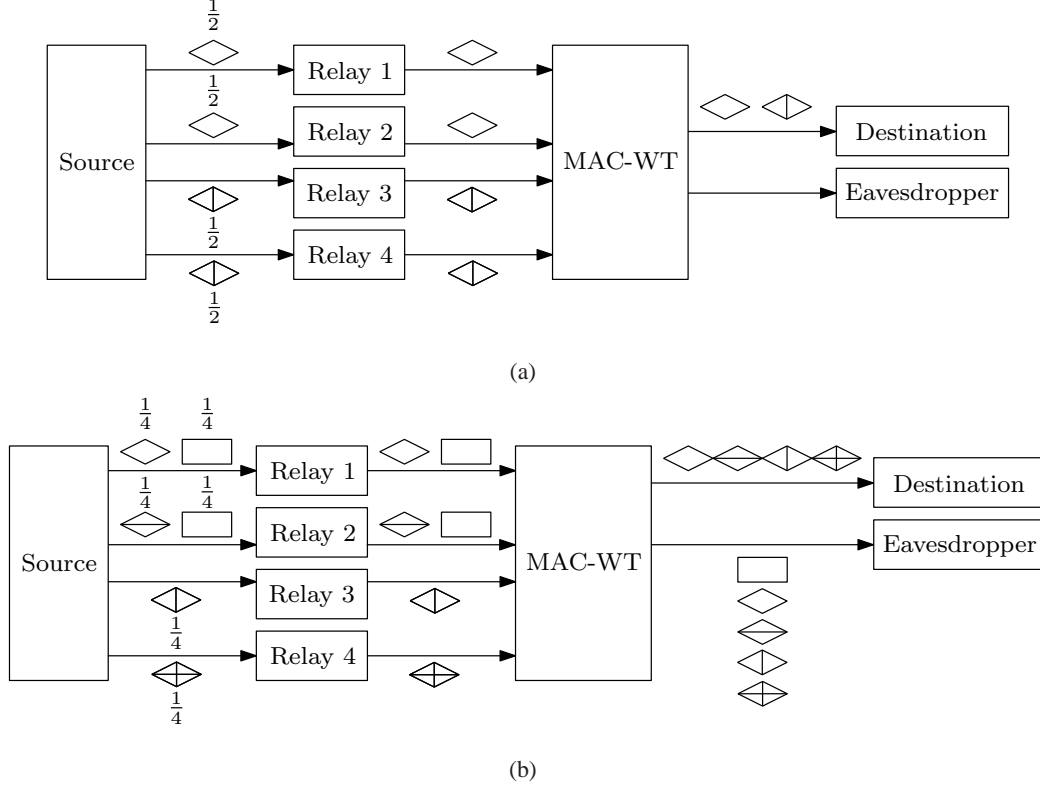 1/2
Relay 1
1/2
Relay 2
Destination
Source
MAC-WT
Relay 3
Eavesdropper
1/2
Relay 4
1/2
(a)
1/4 1/4
Relay 1
1/4 1/4
Destination
Relay 2
Eavesdropper
Source
MAC-WT
Relay 3
1/4
Relay 4
1/4
(b)